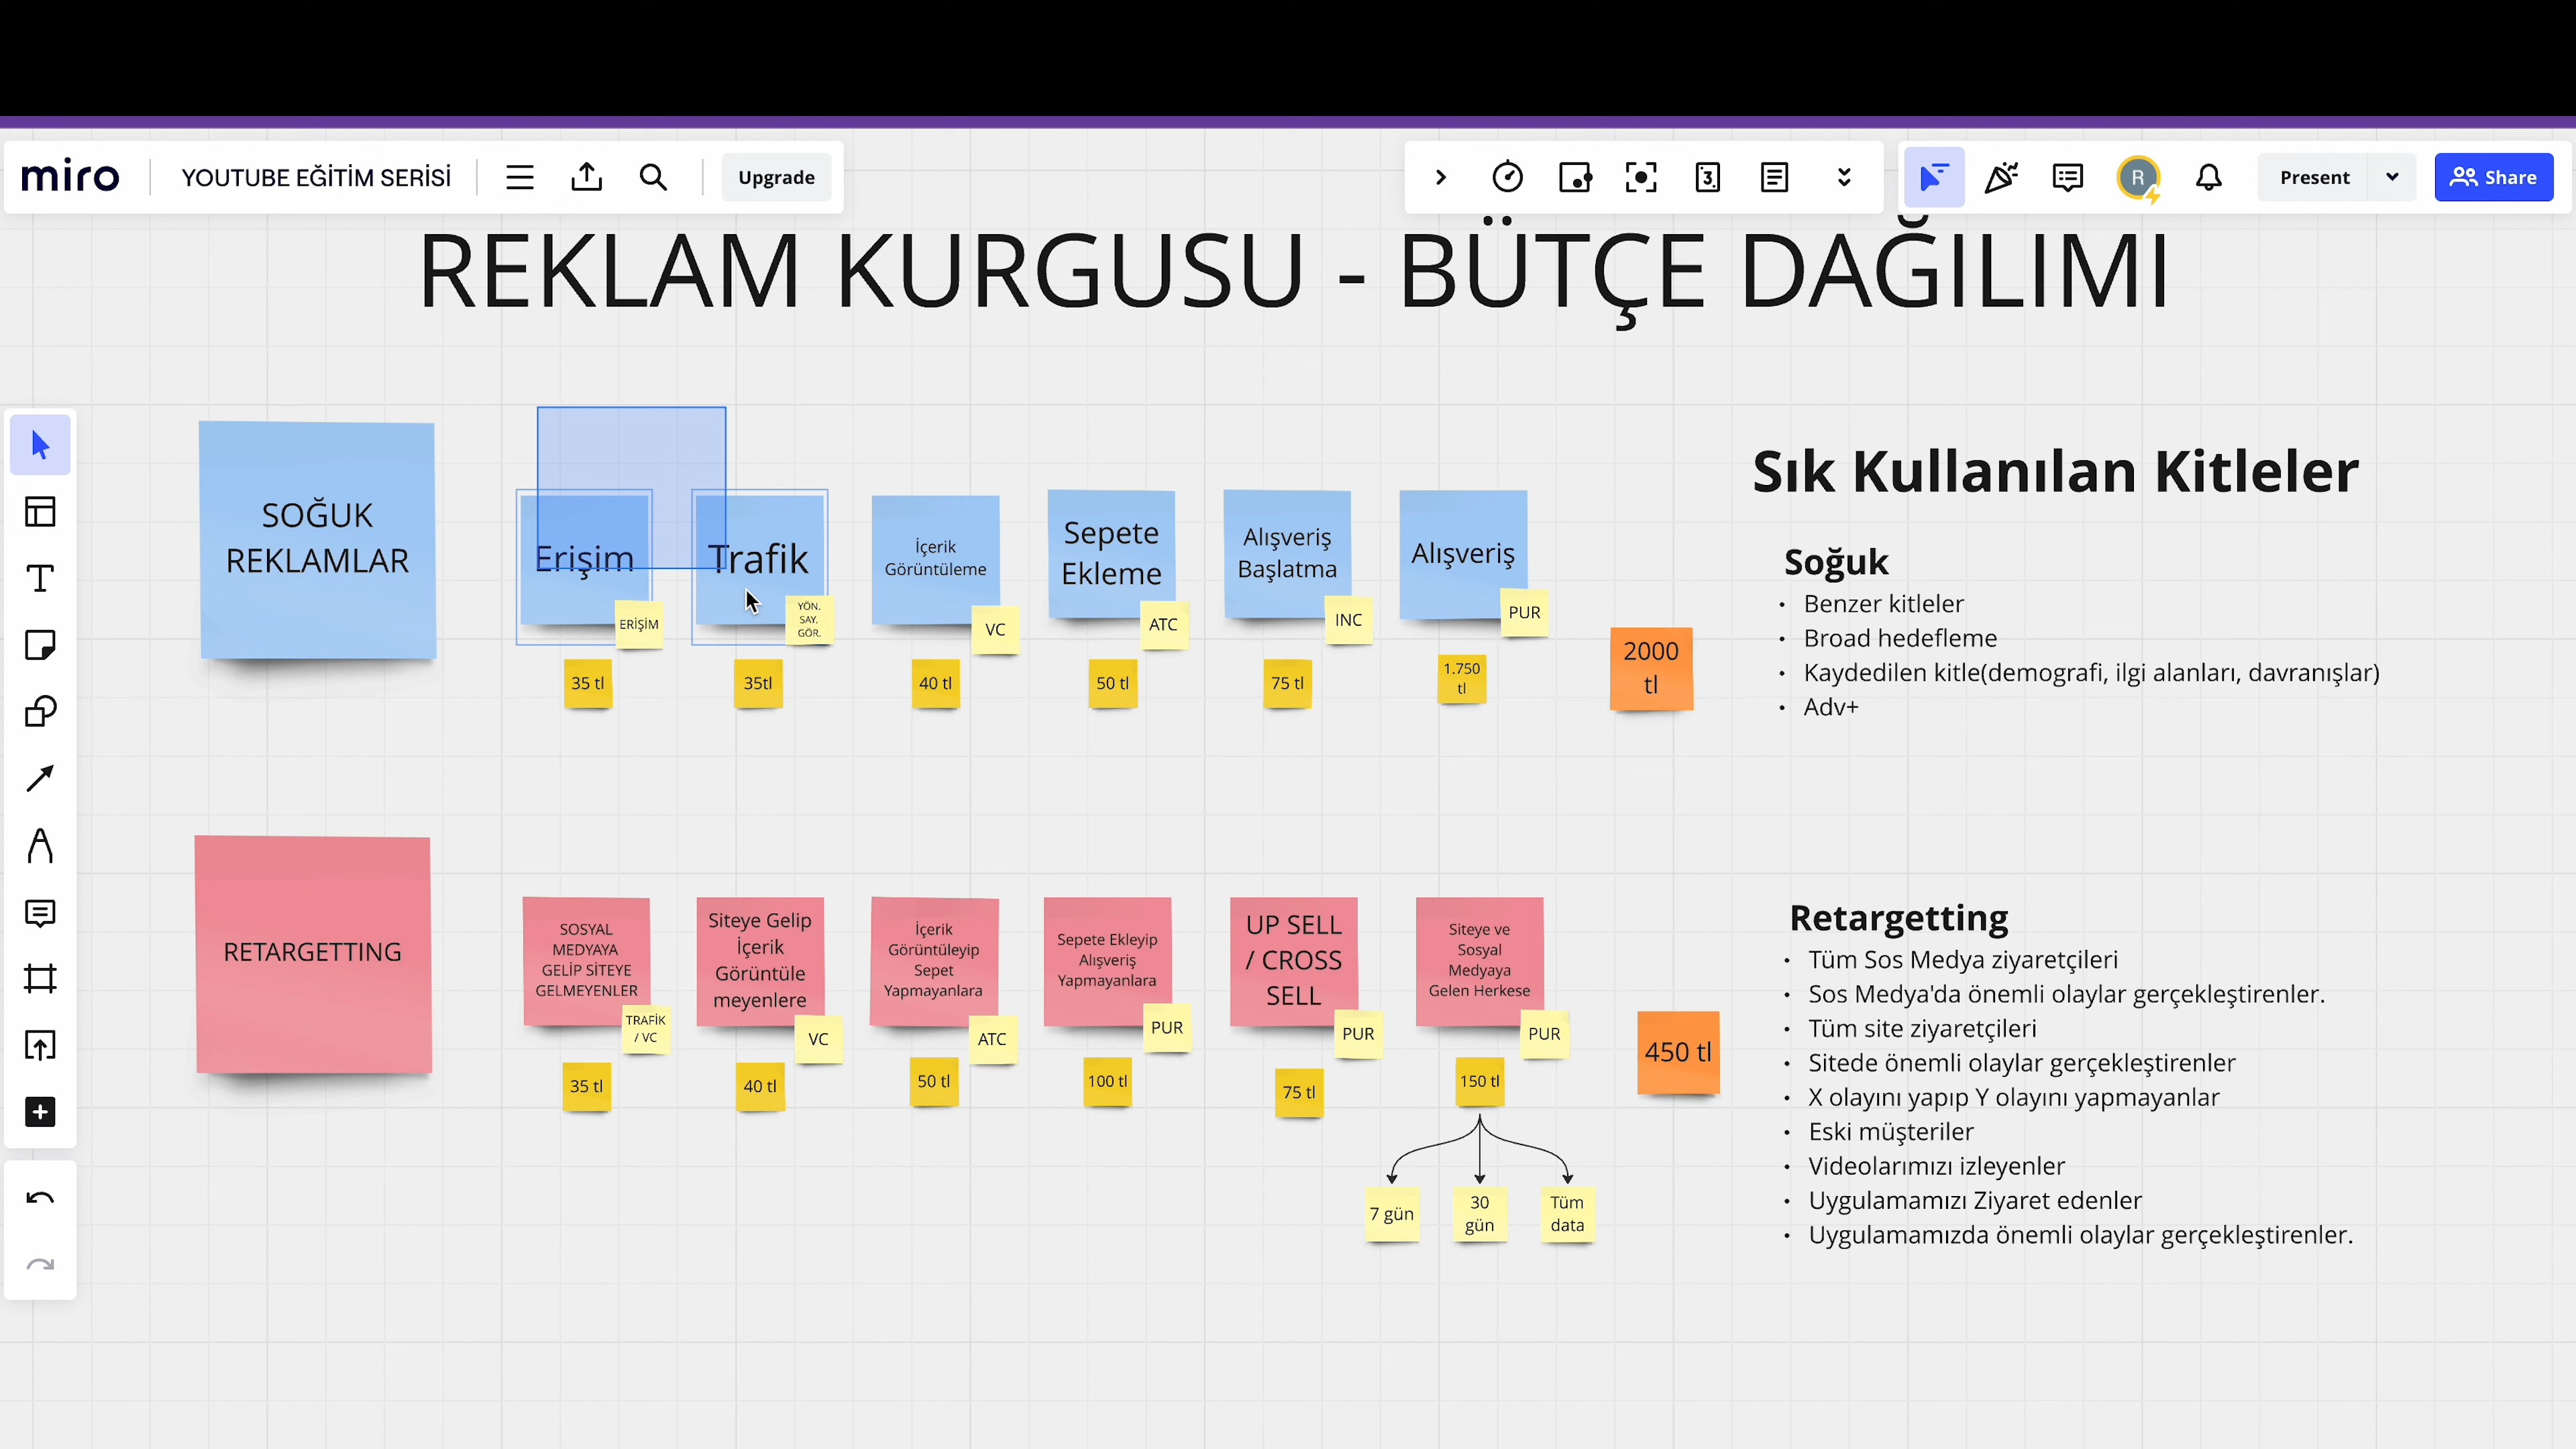 miro
YOUTUBE EĞİTİM SERİSİ
Upgrade
3
R
Present
Share
REKLAM KURGUSU - BÜTÇE DAĞILIMI
SOĞUK
REKLAMLAR
Erişim
ERİŞİM
35 tl
Trafik
YÖN.
SAY.
GÖR.
35tl
İçerik
Görüntüleme
VC
40 tl
Sepete
Ekleme
ATC
50 tl
Alışveriş
Başlatma
INC
75 tl
Alışveriş
PUR
1.750
tl
2000
tl
Sık Kullanılan Kitleler
Soğuk
• Benzer kitleler
• Broad hedefleme
• Kaydedilen kitle(demografi, ilgi alanları, davranışlar)
• Adv+
RETARGETTING
SOSYAL
MEDYAYA
GELİP SİTEYE
GELMEYENLER
TRAFİK
/ VC
35 tl
Siteye Gelip
İçerik
Görüntüle
meyenlere
VC
40 tl
İçerik
Görüntüleyip
Sepet
Yapmayanlara
ATC
50 tl
Sepete Ekleyip
Alışveriş
Yapmayanlara
PUR
100 tl
UP SELL
/ CROSS
SELL
PUR
75 tl
Siteye ve
Sosyal
Medyaya
Gelen Herkese
PUR
150 tl
7 gün
30
gün
Tüm
data
450 tl
Retargetting
• Tüm Sos Medya ziyaretçileri
• Sos Medya'da önemli olaylar gerçekleştirenler.
• Tüm site ziyaretçileri
• Sitede önemli olaylar gerçekleştirenler
• X olayını yapıp Y olayını yapmayanlar
• Eski müşteriler
• Videolarımızı izleyenler
• Uygulamamızı Ziyaret edenler
• Uygulamamızda önemli olaylar gerçekleştirenler.